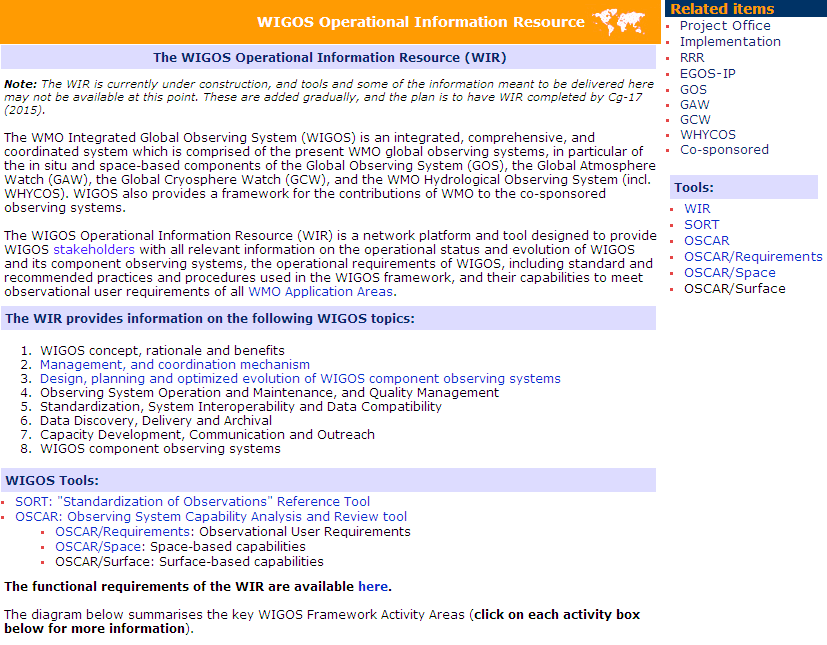 WIGOS Operational Information Resource
The WIGOS Operational Information Resource (WIR)
Note: The WIR is currently under construction, and tools and some of the information meant to be delivered here
may not be available at this point. These are added gradually, and the plan is to have WIR completed by Cg-17
(2015).
The WMO Integrated Global Observing System (WIGOS) is an integrated, comprehensive, and
coordinated system which is comprised of the present WMO global observing systems, in particular of
the in situ and space-based components of the Global Observing System (GOS), the Global Atmosphere
Watch (GAW), the Global Cryosphere Watch (GCW), and the WMO Hydrological Observing System (incl.
WHYCOS). WIGOS also provides a framework for the contributions of WMO to the co-sponsored
observing systems.
The WIGOS Operational Information Resource (WIR) is a network platform and tool designed to provide
WIGOS stakeholders with all relevant information on the operational status and evolution of WIGOS
and its component observing systems, the operational requirements of WIGOS, including standard and
recommended practices and procedures used in the WIGOS framework, and their capabilities to meet
observational user requirements of all WMO Application Areas.
The WIR provides information on the following WIGOS topics:
1. WIGOS concept, rationale and benefits
2. Management, and coordination mechanism
3. Design, planning and optimized evolution of WIGOS component observing systems
4. Observing System Operation and Maintenance, and Quality Management
5. Standardization, System Interoperability and Data Compatibility
6. Data Discovery, Delivery and Archival
7. Capacity Development, Communication and Outreach
8. WIGOS component observing systems
WIGOS Tools:
SORT: "Standardization of Observations" Reference Tool
OSCAR: Observing System Capability Analysis and Review tool
OSCAR/Requirements: Observational User Requirements
OSCAR/Space: Space-based capabilities
OSCAR/Surface: Surface-based capabilities
The functional requirements of the WIR are available here.
The diagram below summarises the key WIGOS Framework Activity Areas (click on each activity box
below for more information).
Related items
Project Office
Implementation
RRR
EGOS-IP
GOS
GAW
GCW
WHYCOS
Co-sponsored
Tools:
WIR
SORT
OSCAR
OSCAR/Requirements
OSCAR/Space
OSCAR/Surface